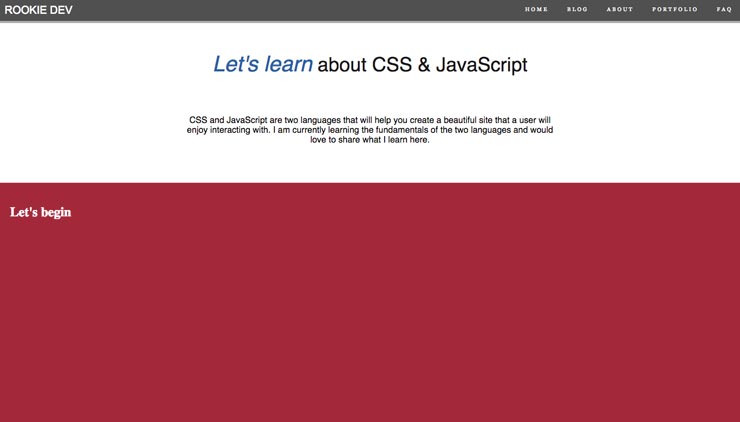 ROOKIE DEV
HOME BLOG ABOUT PORTFOLIO FAQ
Let's learn about CSS & JavaScript
CSS and JavaScript are two languages that will help you create a beautiful site that a user will
enjoy interacting with. I am currently learning the fundamentals of the two languages and would
love to share what I learn here.
Let's begin